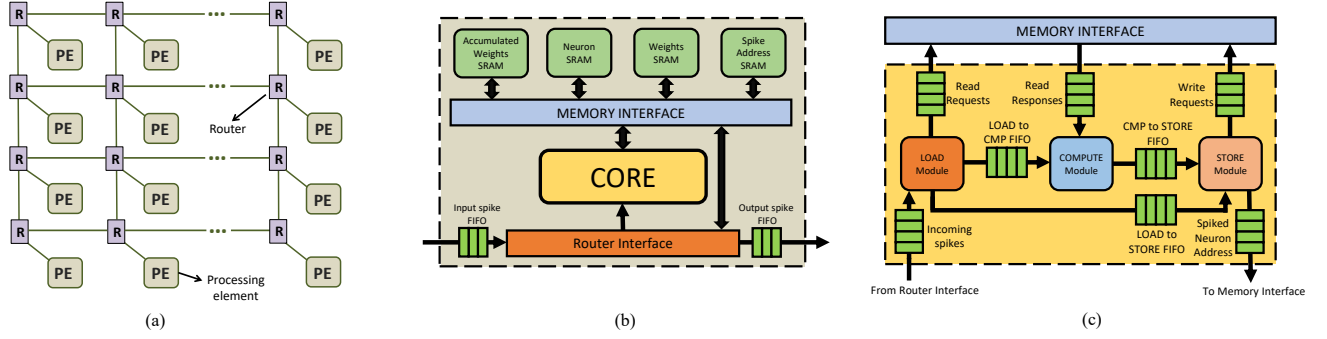 R
...
R
R
PE
PE
PE
R
...
R
R
PE
PE
PE
Router
R
...
R
R
PE
PE
PE
R
...
R
R
PE
PE
PE
Processing
element
(a)
Accumulated
Weights
SRAM
Neuron
SRAM
Weights
SRAM
Spike
Address
SRAM
MEMORY INTERFACE
CORE
Input spike
FIFO
Output spike
FIFO
Router Interface
(b)
MEMORY INTERFACE
Read
Requests
Read
Responses
Write
Requests
LOAD to
CMP FIFO
CMP to STORE
FIFO
LOAD
Module
COMPUTE
Module
STORE
Module
Incoming
spikes
LOAD to
STORE FIFO
Spiked
Neuron
Address
From Router Interface
To Memory Interface
(c)